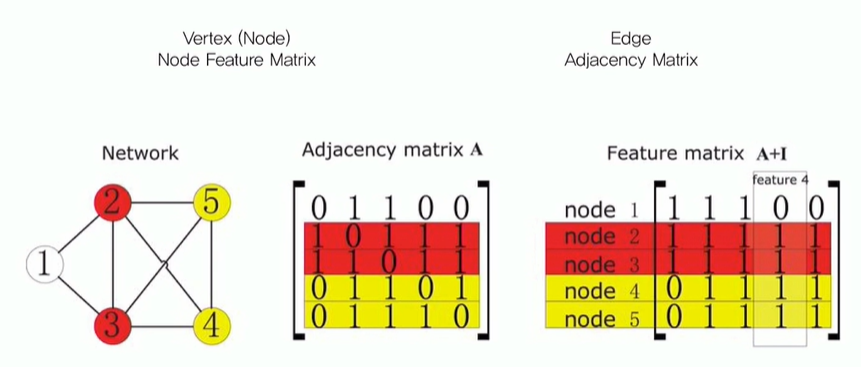 Vertex (Node)
Node Feature Matrix
Edge
Adjacency Matrix
Network
2
5
1
3
4
Adjacency matrix A
0 1 1 0 0
1 0 1 1 1
1 1 0 1 1
0 1 1 0 1
0 1 1 1 0
Feature matrix A+I
feature 4
node 1 1 1 1 0 0
node 2 1 1 1 1 1
node 3 1 1 1 1 1
node 4 0 1 1 1 1
node 5 0 1 1 1 1